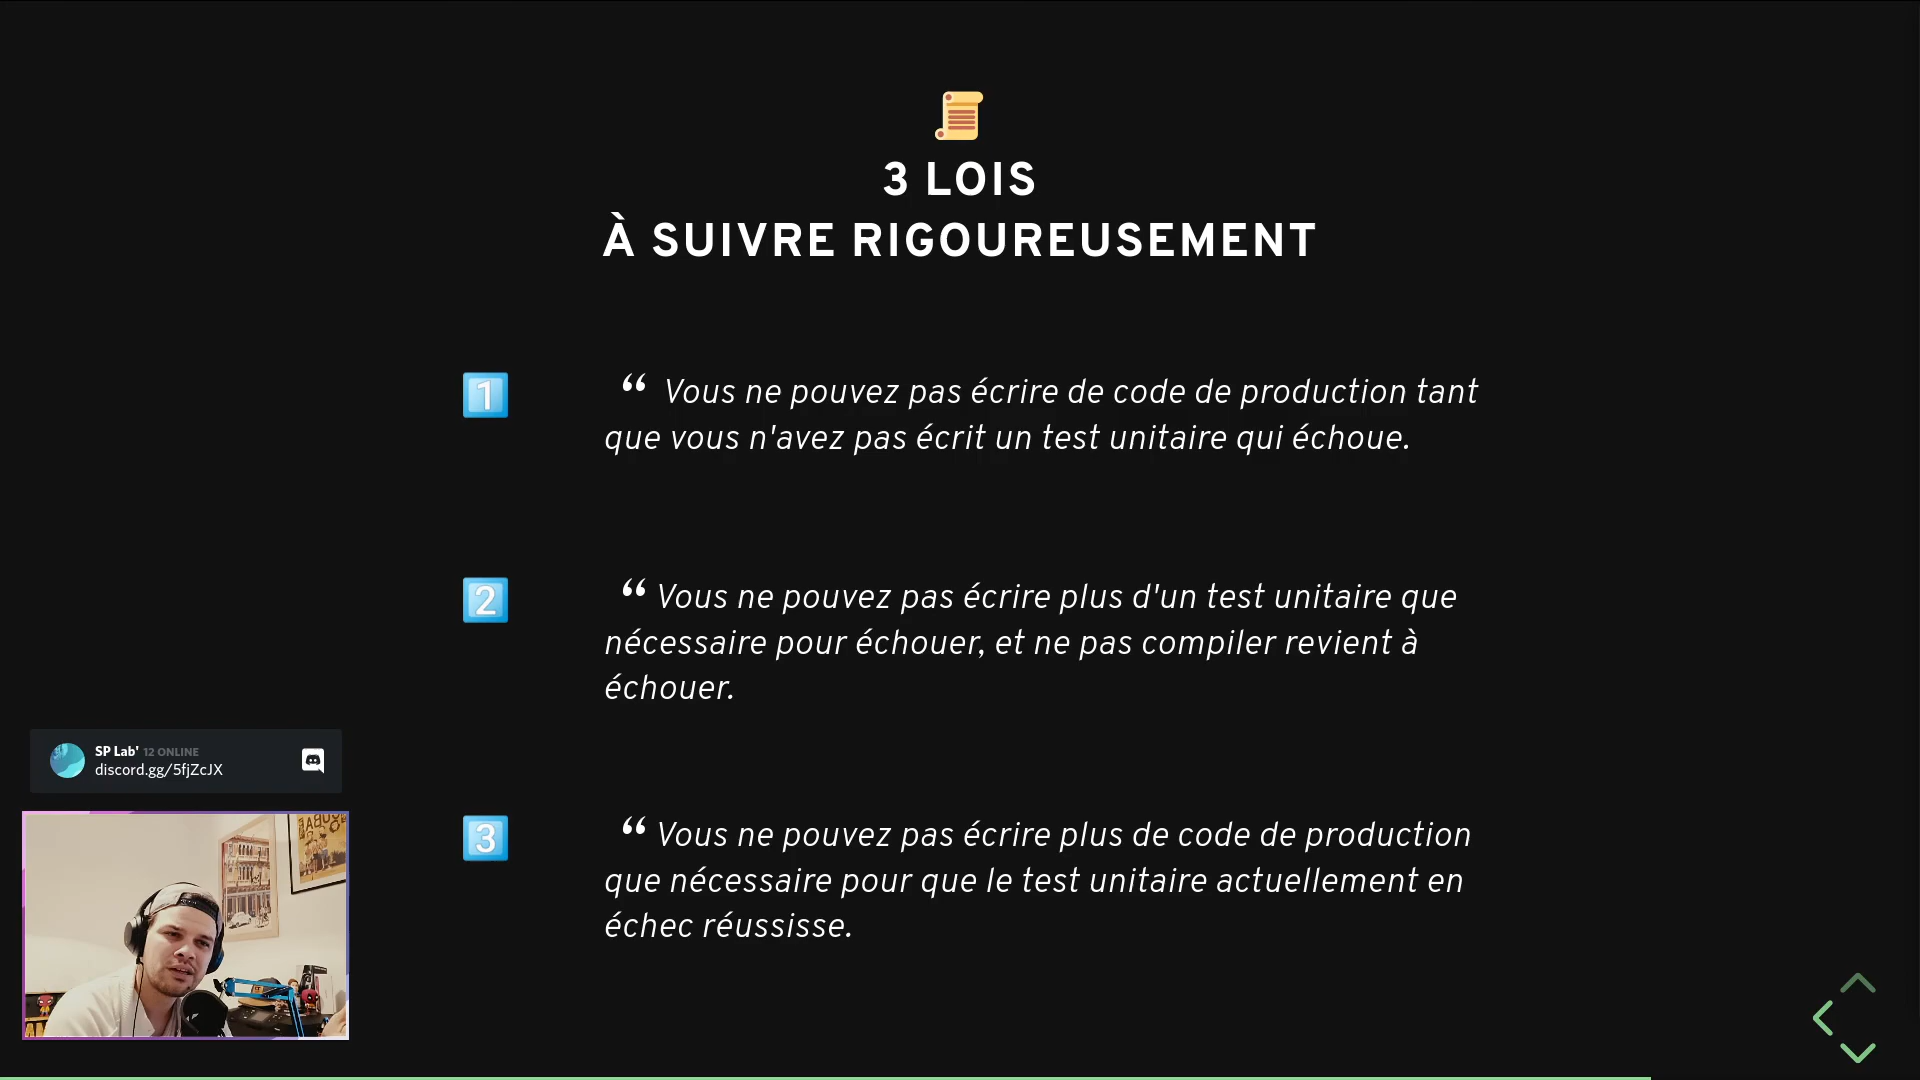 3 LOIS
À SUIVRE RIGOUREUSEMENT
1
“ Vous ne pouvez pas écrire de code de production tant
que vous n'avez pas écrit un test unitaire qui échoue.
2
“ Vous ne pouvez pas écrire plus d'un test unitaire que
nécessaire pour échouer, et ne pas compiler revient à
échouer.
3
“ Vous ne pouvez pas écrire plus de code de production
que nécessaire pour que le test unitaire actuellement en
échec réussisse.
SP Lab' 12 ONLINE
discord.gg/5fjZcJX